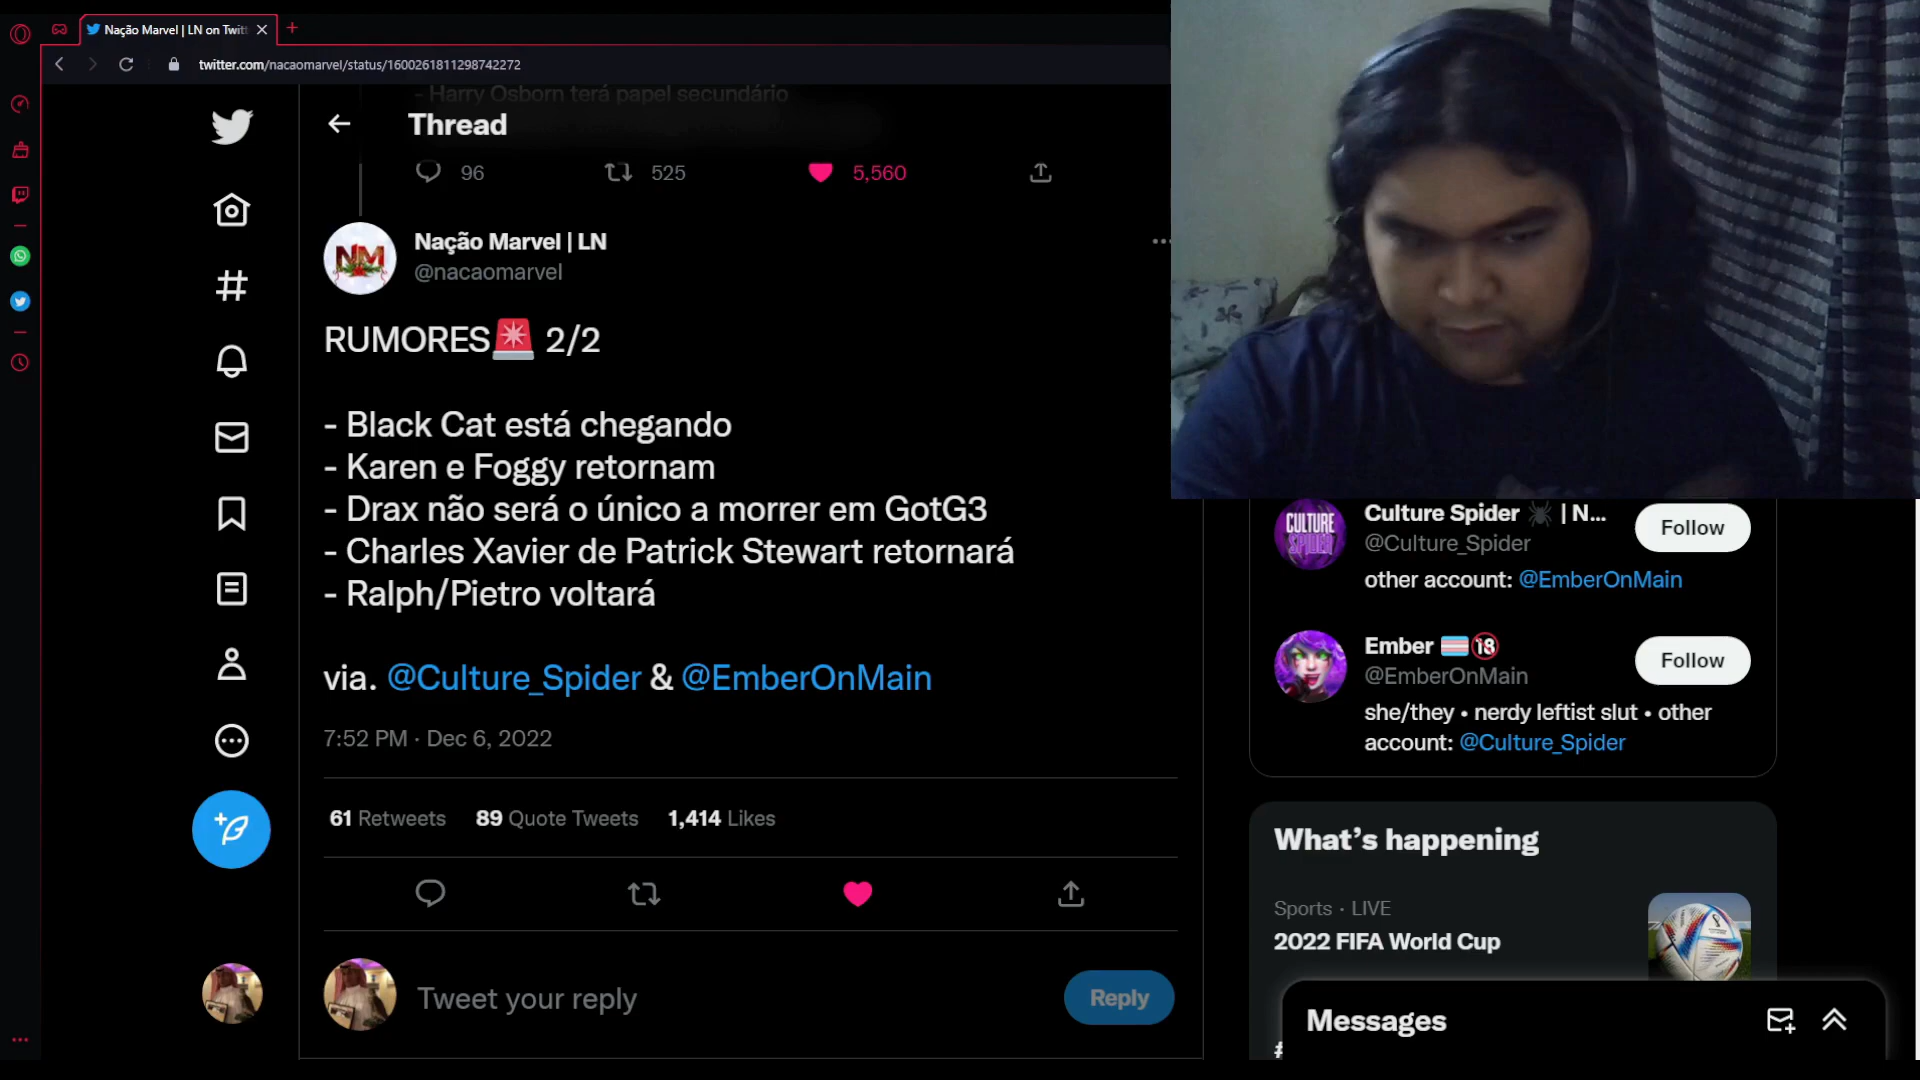 Nação Marvel | LN on Twit
twitter.com/nacaomarvel/status/1600261811298742272
- Harry Osborn terá papel secundário
Thread
96 525 5,560
Nação Marvel | LN
@nacaomarvel
RUMORES🚨 2/2
- Black Cat está chegando
- Karen e Foggy retornam
- Drax não será o único a morrer em GotG3
- Charles Xavier de Patrick Stewart retornará
- Ralph/Pietro voltará
via. @Culture_Spider & @EmberOnMain
7:52 PM · Dec 6, 2022
61 Retweets 89 Quote Tweets 1,414 Likes
Tweet your reply
Reply
CULTURE
SPIDER
Culture Spider 🕷 | N...
@Culture_Spider
Follow
other account: @EmberOnMain
Ember 🏳️‍⚧️🔞
@EmberOnMain
Follow
she/they • nerdy leftist slut • other
account: @Culture_Spider
What's happening
Sports · LIVE
2022 FIFA World Cup
Messages
NM